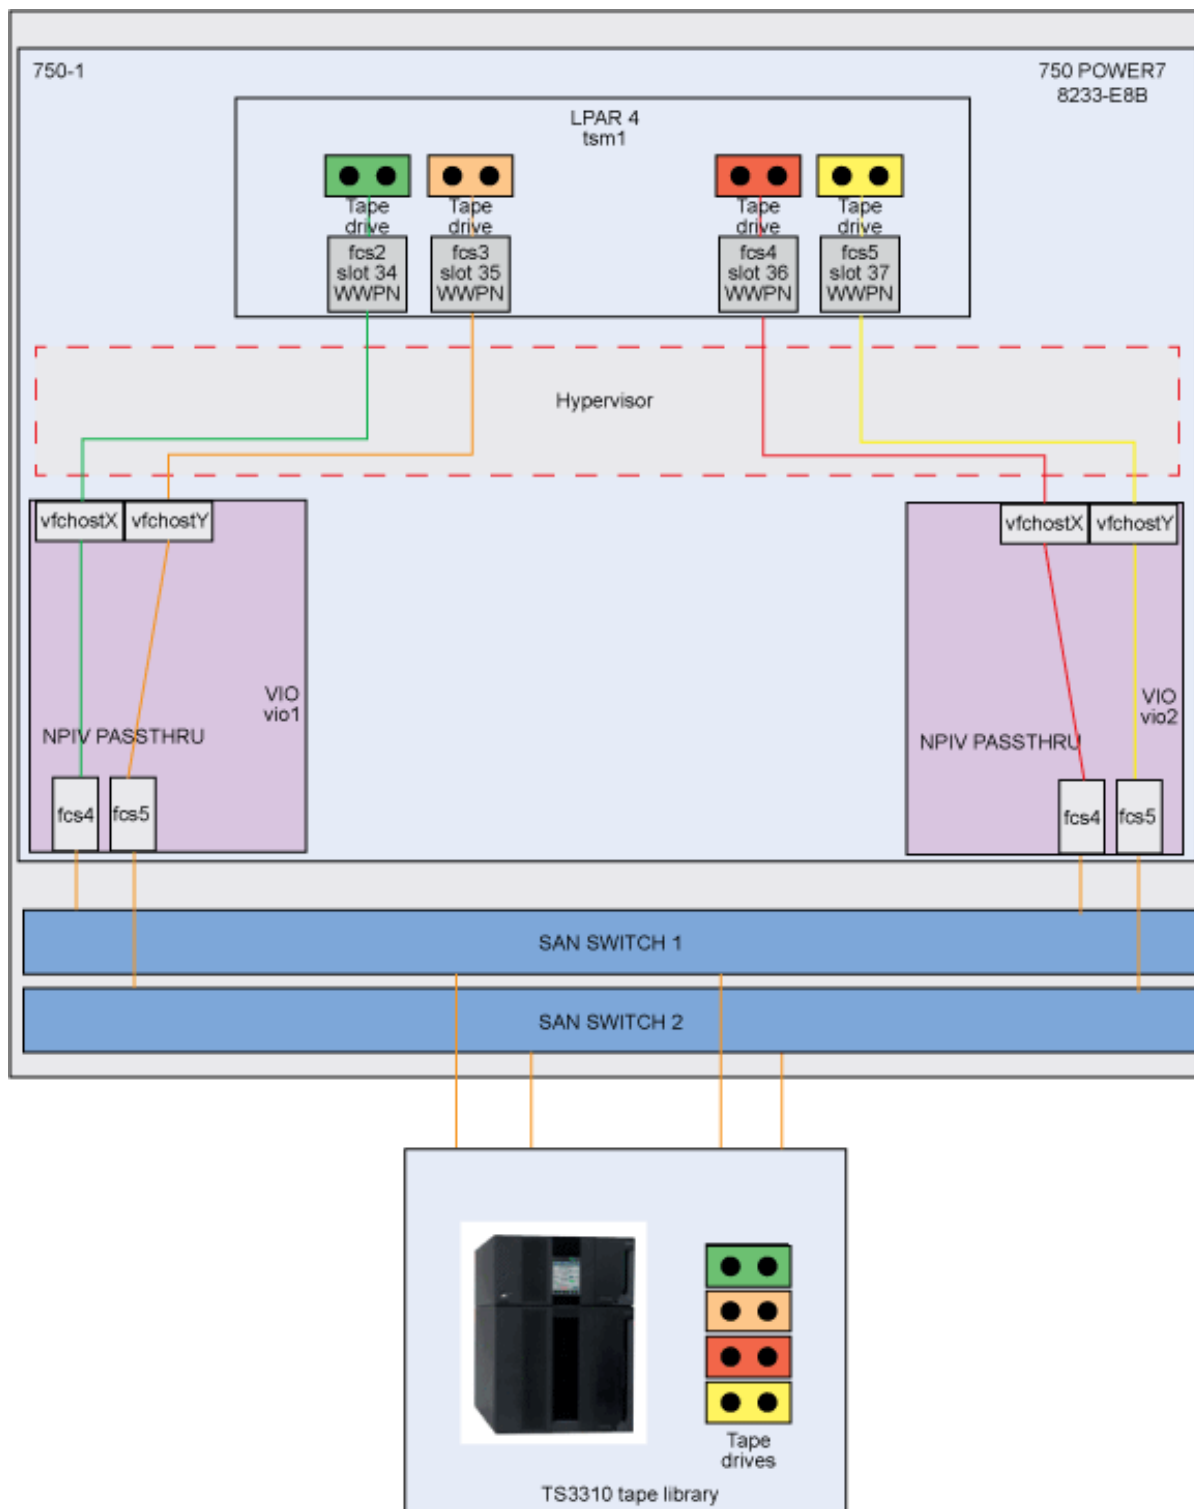 750-1
750 POWER7
8233-E8B
LPAR 4
tsm1
Tape
drive
Tape
drive
Tape
drive
Tape
drive
fcs2
slot 34
WWPN
fcs3
slot 35
WWPN
fcs4
slot 36
WWPN
fcs5
slot 37
WWPN
Hypervisor
vfchostX
vfchostY
vfchostX
vfchostY
VIO
vio1
NPIV PASSTHRU
VIO
vio2
NPIV PASSTHRU
fcs4
fcs5
fcs4
fcs5
SAN SWITCH 1
SAN SWITCH 2
Tape
drives
TS3310 tape library